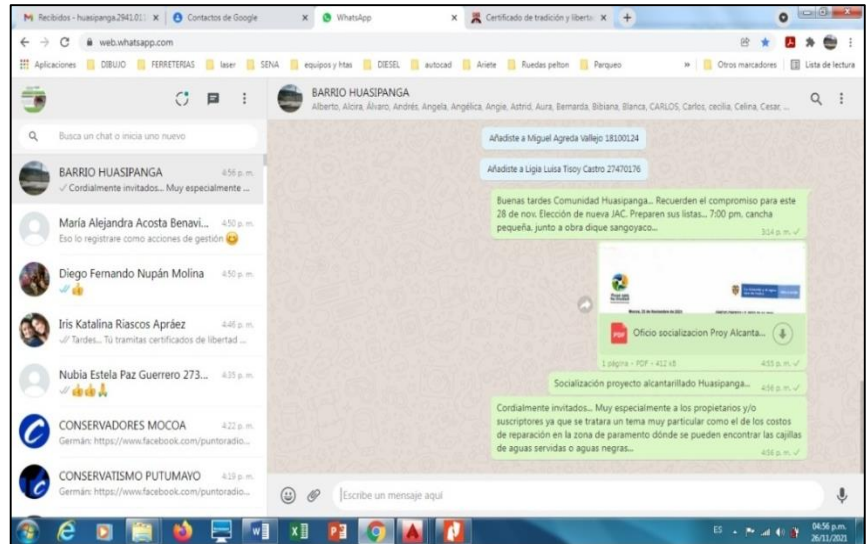 Recibidos - huasipanga.2941.01
Contactos de Google
WhatsApp
Certificado de tradición y liberta
web.whatsapp.com
Aplicaciones
DIBUJO
FERRETERIAS
laser
SENA
equipos y htas
DIESEL
autocad
Ariete
Ruedas pelton
Perqueo
»
Otros marcadores
Lista de lectura
Busca un chat o inicia uno nuevo
BARRIO HUASIPANGA 4:56 p. m.
Cordialmente invitados... Muy especialmente ...
María Alejandra Acosta Benavi... 4:50 p. m.
Eso lo registrare como acciones de gestión
Diego Fernando Nupán Molina 4:50 p. m.
Iris Katalina Riascos Apráez 4:46 p. m.
Tardes... Tú tramitas certificados de libertad ...
Nubia Estela Paz Guerrero 273... 4:35 p. m.
CONSERVADORES MOCOA 4:22 p. m.
Germán: https://www.facebook.com/puntoradio...
CONSERVATISMO PUTUMAYO 4:19 p. m.
Germán: https://www.facebook.com/puntoradio...
BARRIO HUASIPANGA
Alberto, Alcira, Álvaro, Andrés, Angela, Angélica, Angie, Astrid, Aura, Bernarda, Bibiana, Blanca, CARLOS, Carlos, cecilia, Celina, Cesar, ...
Añadiste a Miguel Agreda Vallejo 18100124
Añadiste a Ligia Luisa Tisoy Castro 27470176
Buenas tardes Comunidad Huasipanga... Recuerden el compromiso para este
28 de nov. Elección de nueva JAC. Preparen sus listas... 7:00 pm. cancha
pequeña, junto a obra dique sangoyaco...
3:14 p. m.
PDF
Oficio socializacion Proy Alcanta...
1 página - PDF - 412 kB 4:55 p. m.
Socialización proyecto alcantarillado Huasipanga... 4:56 p. m.
Cordialmente invitados... Muy especialmente a los propietarios y/o
suscriptores ya que se tratara un tema muy particular como el de los costos
de reparación en la zona de paramento dónde se pueden encontrar las cajillas
de aguas servidas o aguas negras...
4:56 p. m.
Escribe un mensaje aquí
ES
04:56 p.m.
26/11/2021